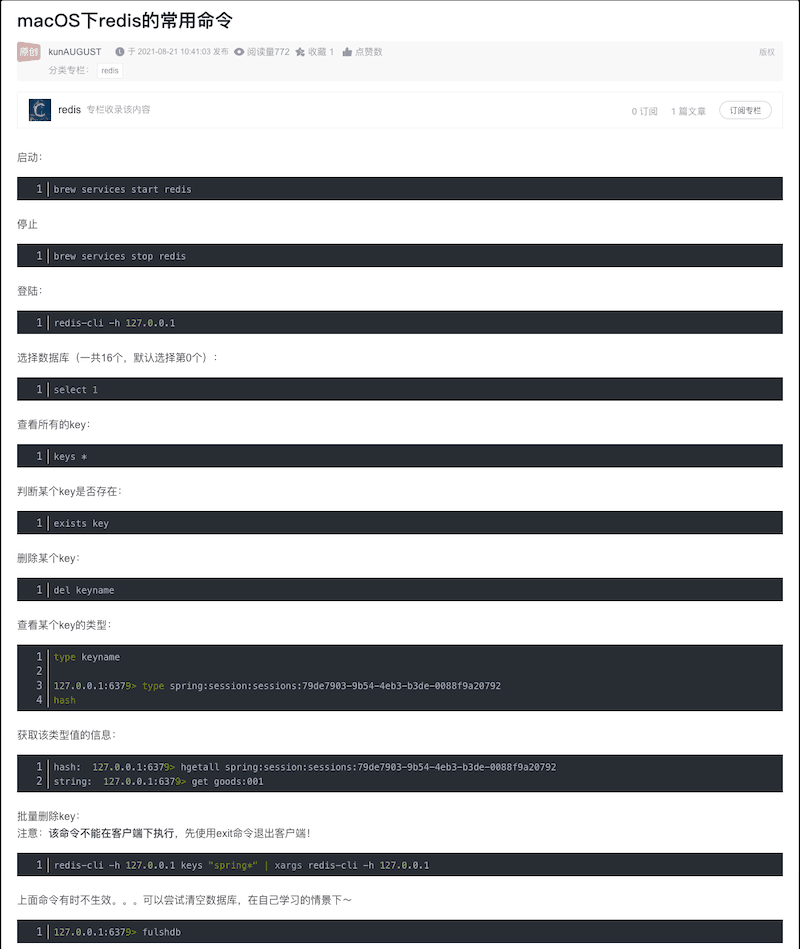 macOS下redis的常用命令
原创 kunAUGUST 于 2021-08-21 10:41:03 发布 阅读量772 收藏 1 点赞数 版权
分类专栏： redis
redis 专栏收录该内容 0 订阅 1 篇文章 订阅专栏
启动：
1 brew services start redis
停止
1 brew services stop redis
登陆：
1 redis-cli -h 127.0.0.1
选择数据库（一共16个，默认选择第0个）：
1 select 1
查看所有的key：
1 keys *
判断某个key是否存在：
1 exists key
删除某个key：
1 del keyname
查看某个key的类型：
1 type keyname
2
3 127.0.0.1:6379> type spring:session:sessions:79de7903-9b54-4eb3-b3de-0088f9a20792
4 hash
获取该类型值的信息：
1 hash: 127.0.0.1:6379> hgetall spring:session:sessions:79de7903-9b54-4eb3-b3de-0088f9a20792
2 string: 127.0.0.1:6379> get goods:001
批量删除key：
注意：该命令不能在客户端下执行，先使用exit命令退出客户端！
1 redis-cli -h 127.0.0.1 keys "spring*" | xargs redis-cli -h 127.0.0.1
上面命令有时不生效。。。可以尝试清空数据库，在自己学习的情景下～
1 127.0.0.1:6379> fulshdb